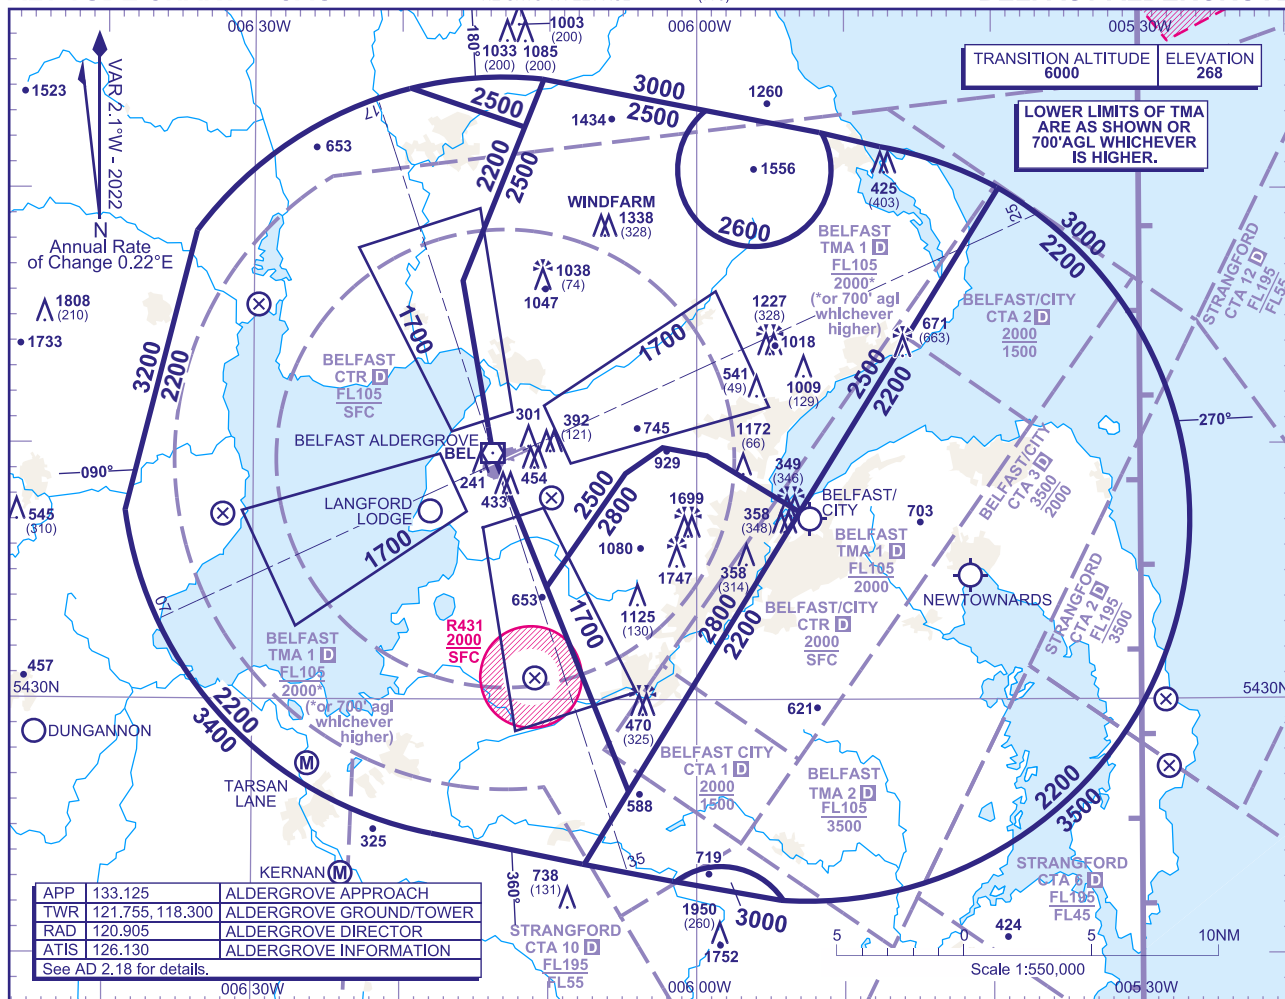 006 30W
180°
1003
(200)
1033
(200)
1085
(200)
006 00W
005 30W
TRANSITION ALTITUDE
6000
ELEVATION
268
LOWER LIMITS OF TMA
ARE AS SHOWN OR
700'AGL WHICHEVER
IS HIGHER.
1523
VAR 2.1°W - 2022
N
Annual Rate
of Change 0.22°E
17
653
2500
3000
2500
1434
1260
1556
2600
425
(403)
2200
2500
WINDFARM
1338
(328)
1038
(74)
1047
BELFAST
TMA 1 D
FL105
2000*
(*or 700' agl
whichever
higher)
25
3000
2200
STRANGFORD
CTA 12 D
FL195
FL55
1808
(210)
1733
3200
2200
1700
BELFAST
CTR D
FL105
SFC
1700
1227
(328)
1018
541
(49)
1009
(129)
671
(663)
BELFAST/CITY
CTA 2 D
2000
1500
2500
2200
270°
301
392
(121)
745
1172
(66)
BELFAST ALDERGROVE
BEL
241
454
433
929
349
(346)
090°
545
(310)
LANGFORD
LODGE
1700
2500
2800
1699
1747
1080
358
(348)
358
(314)
BELFAST/
CITY
703
BELFAST/CITY
CTA 3 D
3500
2000
BELFAST
TMA 1 D
FL105
2000
NEWTOWNARDS
STRANGFORD
CTA 2 D
FL195
3500
07
653
1125
(130)
1700
2800
2200
BELFAST/CITY
CTR D
2000
SFC
R431
2000
SFC
BELFAST
TMA 1 D
FL105
2000*
(*or 700' agl
whichever
higher)
457
5430N
5430N
DUNGANNON
2200
3400
470
(325)
621
TARSAN
LANE
M
BELFAST CITY
CTA 1 D
2000
1500
BELFAST
TMA 2 D
FL105
3500
2200
3500
588
325
35
719
KERNAN M
360°
738
(131)
STRANGFORD
CTA 10 D
FL195
FL55
1950
(260)
1752
3000
STRANGFORD
CTA 6 D
FL195
FL45
424
APP 133.125 ALDERGROVE APPROACH
TWR 121.755, 118.300 ALDERGROVE GROUND/TOWER
RAD 120.905 ALDERGROVE DIRECTOR
ATIS 126.130 ALDERGROVE INFORMATION
See AD 2.18 for details.
5 0 5 10NM
Scale 1:550,000
006 30W
006 00W
005 30W